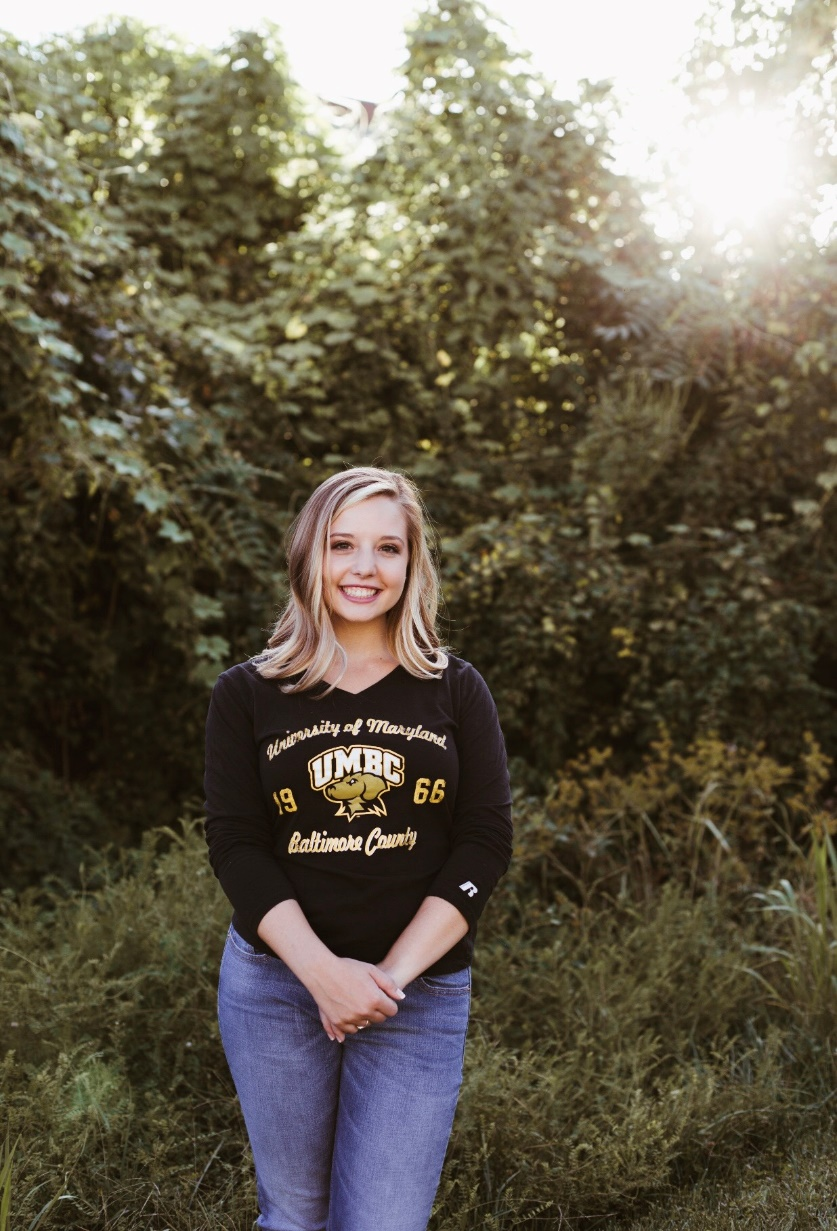 University of Maryland
UMBC
19 66
Baltimore County
R